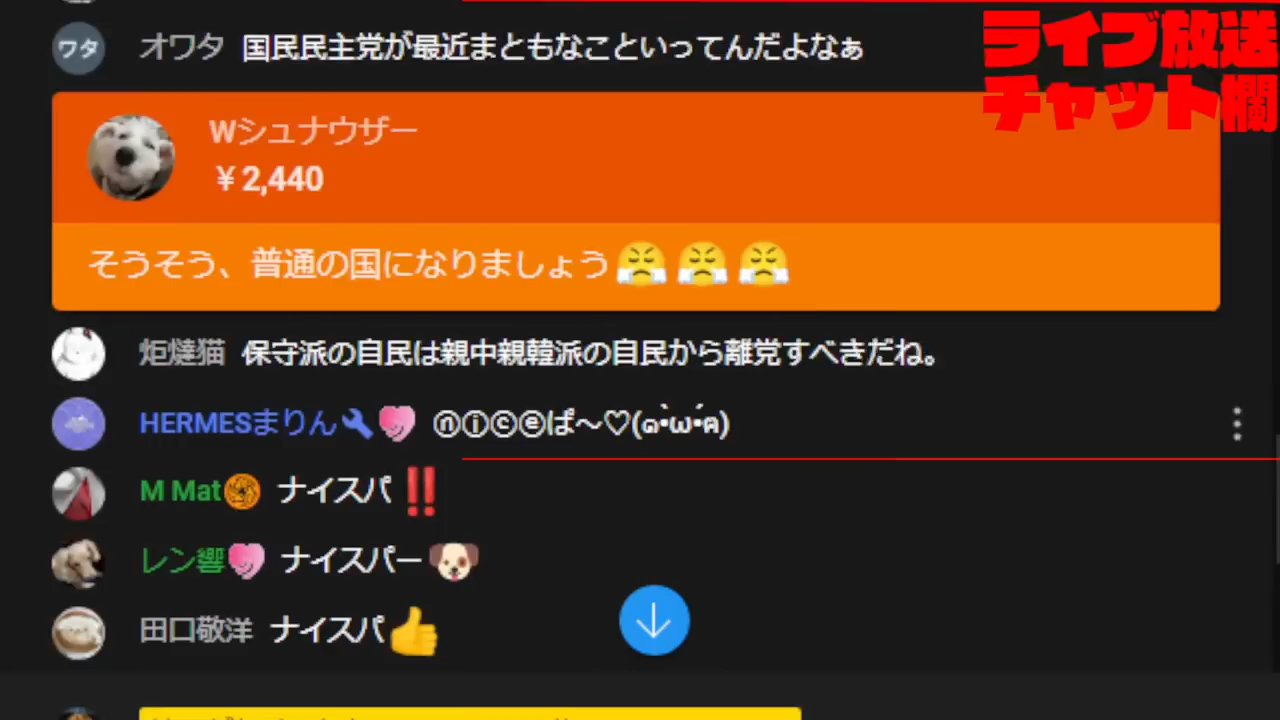 ライブ放送
チャット欄
ワタ オワタ 国民民主党が最近まともなこといってんだよなぁ
Wシュナウザー
￥2,440
そうそう、普通の国になりましょう😤😤😤
炬燵猫 保守派の自民は親中親韓派の自民から離党すべきだね。
HERMESまりん🔧 ⓝⓘⓒⓔぱ〜♡(๑•̀ω•́ฅ)
M Mat ナイスパ‼️
レン響 ナイスパー🐶
田口敬洋 ナイスパ👍